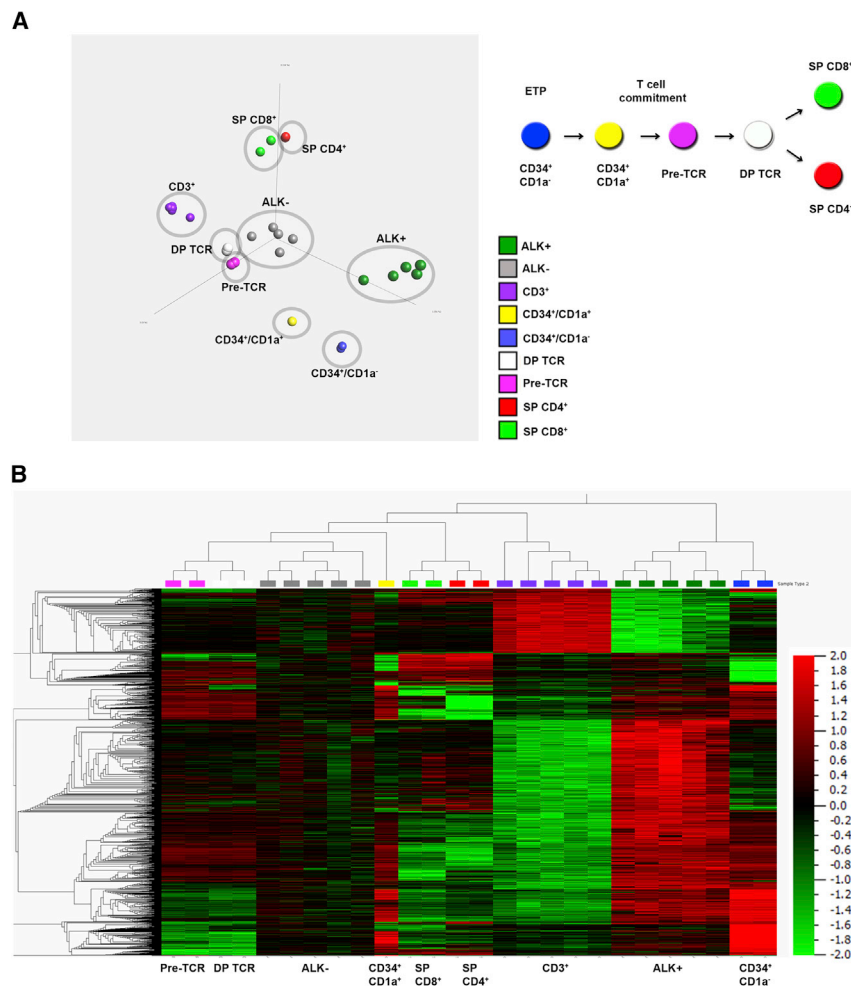 A
SP CD8⁺
SP CD4⁺
CD3⁺
ALK-
DP TCR
ALK+
Pre-TCR
CD34⁺/CD1a⁺
CD34⁺/CD1a⁻
ETP
T cell
commitment
SP CD8⁺
CD34⁺
CD1a⁻
CD34⁺
CD1a⁺
Pre-TCR
DP TCR
SP CD4⁺
ALK+
ALK-
CD3⁺
CD34⁺/CD1a⁺
CD34⁺/CD1a⁻
DP TCR
Pre-TCR
SP CD4⁺
SP CD8⁺
B
Sample Type.2
2.0
1.8
1.6
1.4
1.2
1.0
0.8
0.6
0.4
0.2
0.0
-0.2
-0.4
-0.6
-0.8
-1.0
-1.2
-1.4
-1.6
-1.8
-2.0
Pre-TCR
DP TCR
ALK-
CD34⁺
CD1a⁺
SP
CD8⁺
SP
CD4⁺
CD3⁺
ALK+
CD34⁺
CD1a⁻